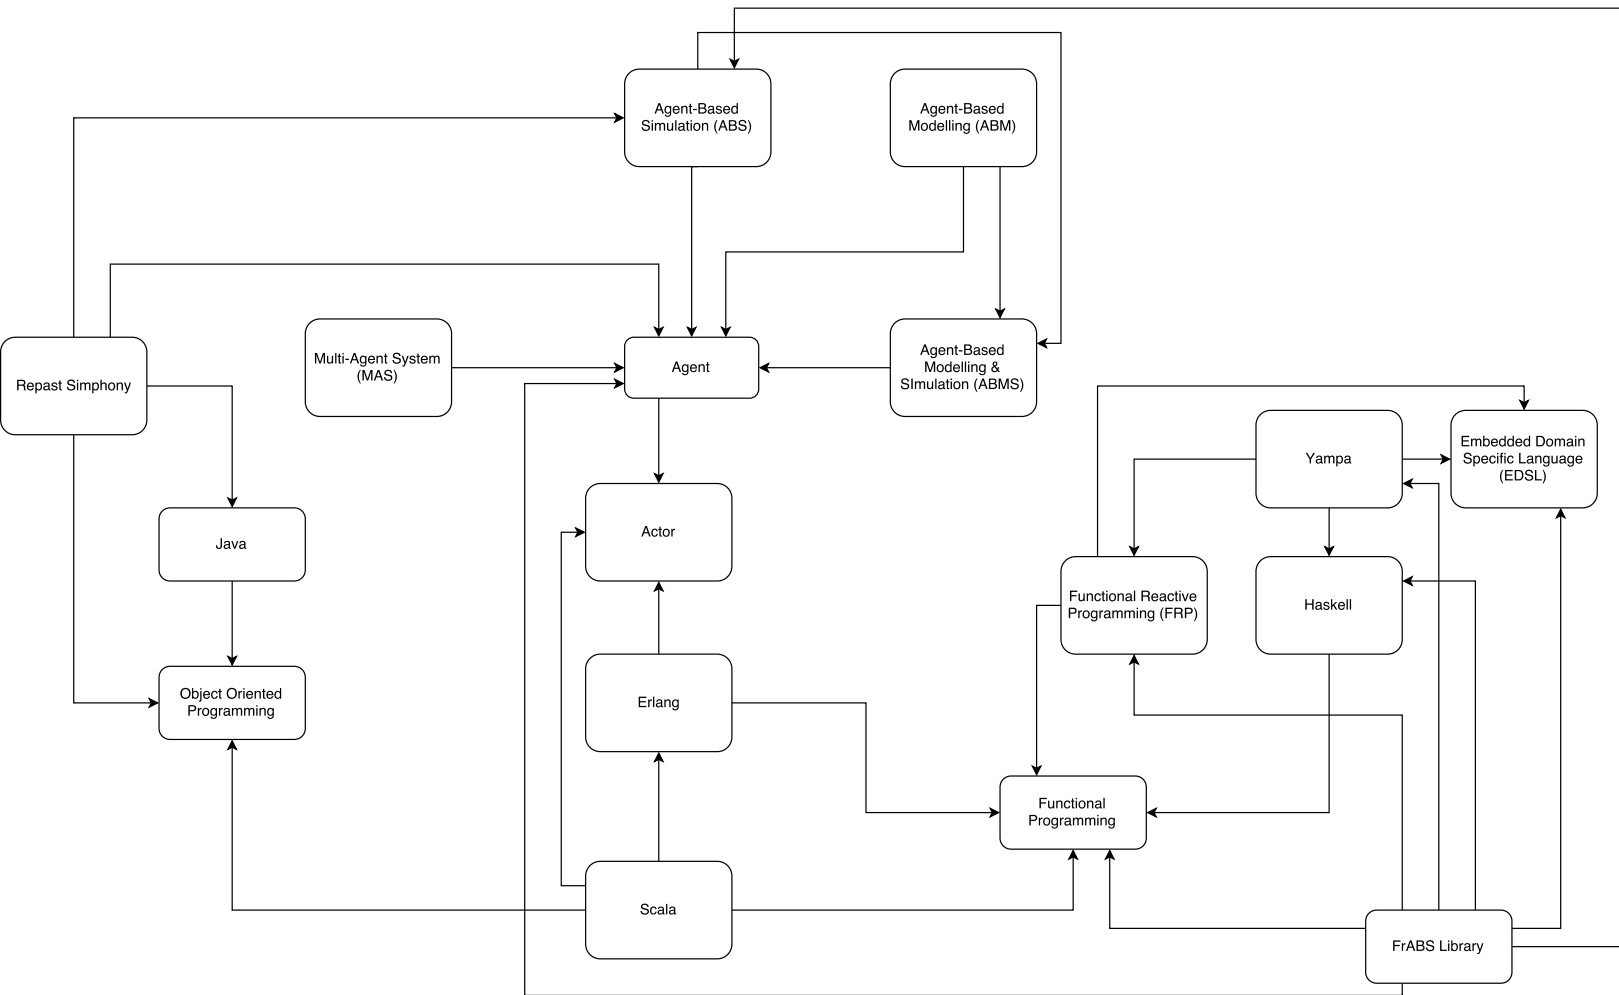 Agent-Based
Simulation (ABS)
Agent-Based
Modelling (ABM)
Repast Simphony
Multi-Agent System
(MAS)
Agent
Agent-Based
Modelling &
SImulation (ABMS)
Yampa
Embedded Domain
Specific Language
(EDSL)
Java
Actor
Functional Reactive
Programming (FRP)
Haskell
Object Oriented
Programming
Erlang
Functional
Programming
Scala
FrABS Library